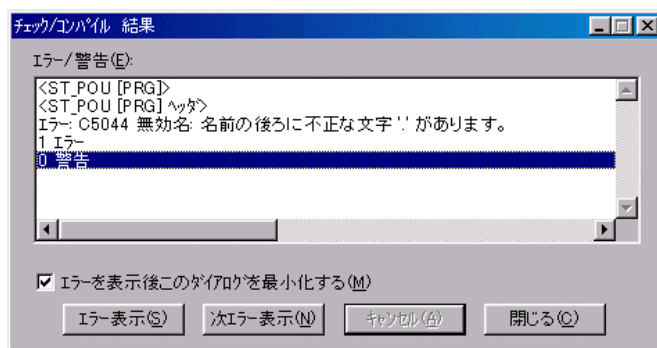 チェック/コンパイル 結果
エラー/警告(E):
<ST_POU [PRG]>
<ST_POU [PRG] ヘッダ>
エラー: C5044 無効名: 名前の後ろに不正な文字 '.' があります。
1 エラー
0 警告
エラーを表示後このダイアログを最小化する(M)
エラー表示(S) 次エラー表示(N) キャンセル(A) 閉じる(C)